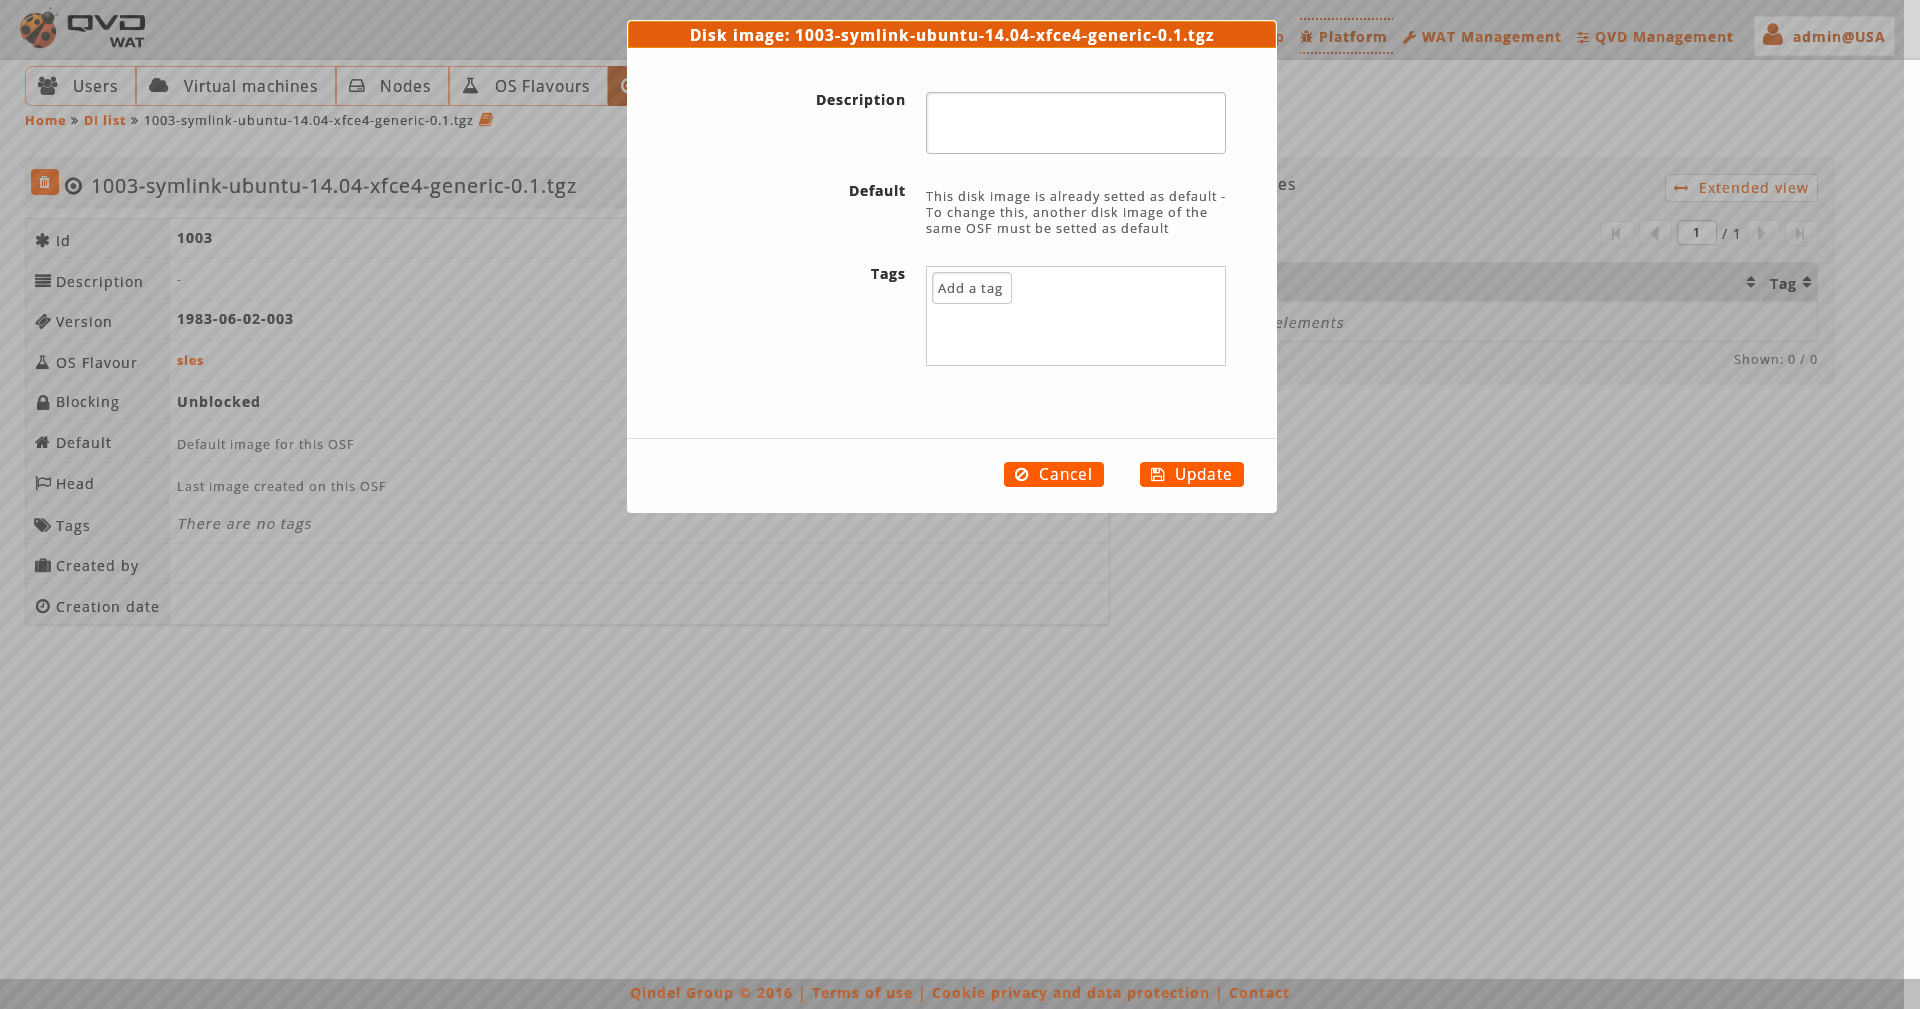 QVD
WAT
Platform
WAT Management
QVD Management
admin@USA
Users
Virtual machines
Nodes
OS Flavours
Home » DI list » 1003-symlink-ubuntu-14.04-xfce4-generic-0.1.tgz
1003-symlink-ubuntu-14.04-xfce4-generic-0.1.tgz
Id 1003
Description -
Version 1983-06-02-003
OS Flavour sles
Blocking Unblocked
Default Default image for this OSF
Head Last image created on this OSF
Tags There are no tags
Created by
Creation date
Disk image: 1003-symlink-ubuntu-14.04-xfce4-generic-0.1.tgz
Description
Default
This disk image is already setted as default -
To change this, another disk image of the
same OSF must be setted as default
Tags
Add a tag
Cancel
Update
Extended view
1 / 1
Tag
elements
Shown: 0 / 0
Qindel Group © 2016 | Terms of use | Cookie privacy and data protection | Contact